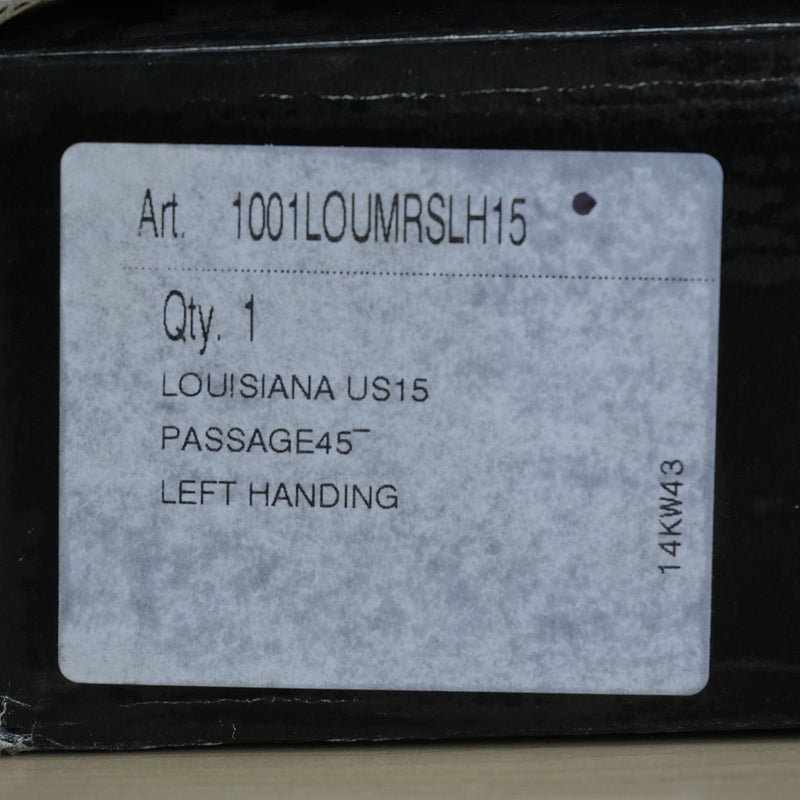 Art. 1001LOUMRSLH15
Qty. 1
LOUISIANA US15
PASSAGE45¯
LEFT HANDING
14KW43